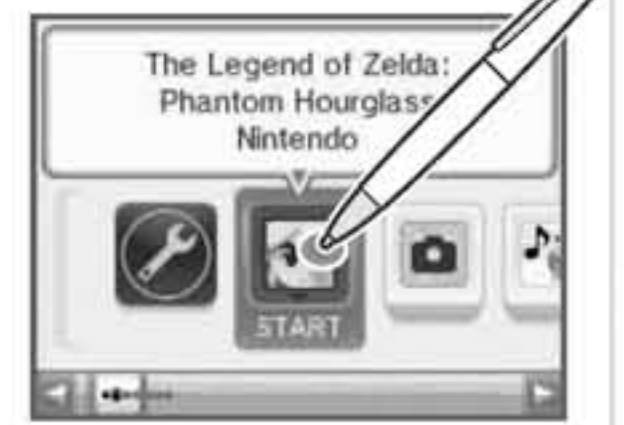 The Legend of Zelda:
Phantom Hourglass
Nintendo
START